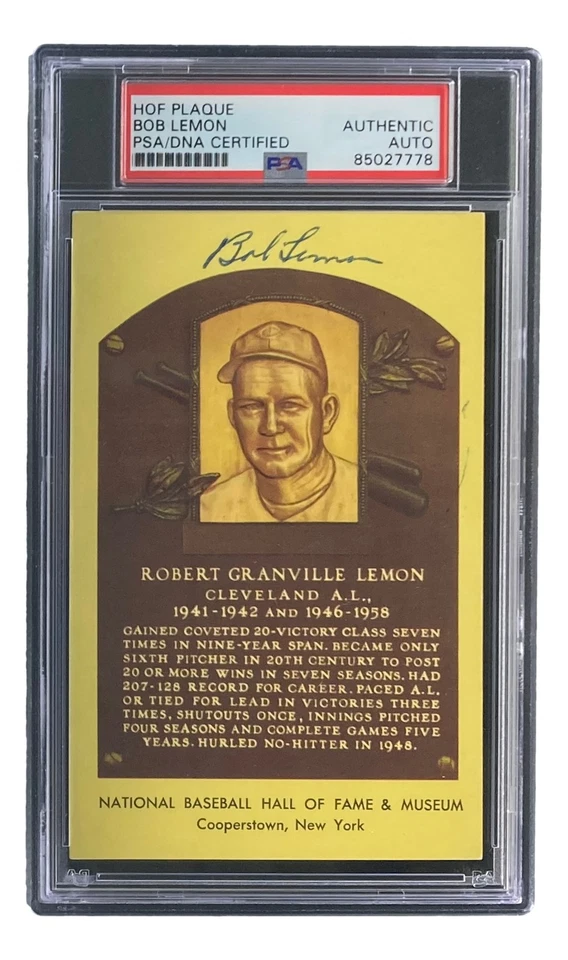 HOF PLAQUE
BOB LEMON
PSA/DNA CERTIFIED
AUTHENTIC
AUTO
85027778
PSA
Bob Lemon
ROBERT GRANVILLE LEMON
CLEVELAND A.L.,
1941-1942 AND 1946-1958
GAINED COVETED 20-VICTORY CLASS SEVEN
TIMES IN NINE-YEAR SPAN. BECAME ONLY
SIXTH PITCHER IN 20TH CENTURY TO POST
20 OR MORE WINS IN SEVEN SEASONS. HAD
207-128 RECORD FOR CAREER. PACED A.L.
OR TIED FOR LEAD IN VICTORIES THREE
TIMES, SHUTOUTS ONCE, INNINGS PITCHED
FOUR SEASONS AND COMPLETE GAMES FIVE
YEARS. HURLED NO-HITTER IN 1948.
NATIONAL BASEBALL HALL OF FAME & MUSEUM
Cooperstown, New York